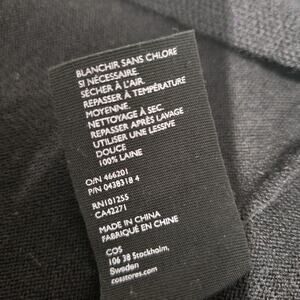 BLANCHIR SANS CHLORE
SI NÉCESSAIRE.
SÉCHER À L'AIR.
REPASSER À TEMPÉRATURE
MOYENNE.
NETTOYAGE À SEC.
REPASSER APRÈS LAVAGE
UTILISER UNE LESSIVE
DOUCE
100% LAINE
O/N 466201
P/N 0438318 4
RN101255
CA42271
MADE IN CHINA
FABRIQUÉ EN CHINE
COS
106 38 Stockholm,
Sweden
cosstores.com